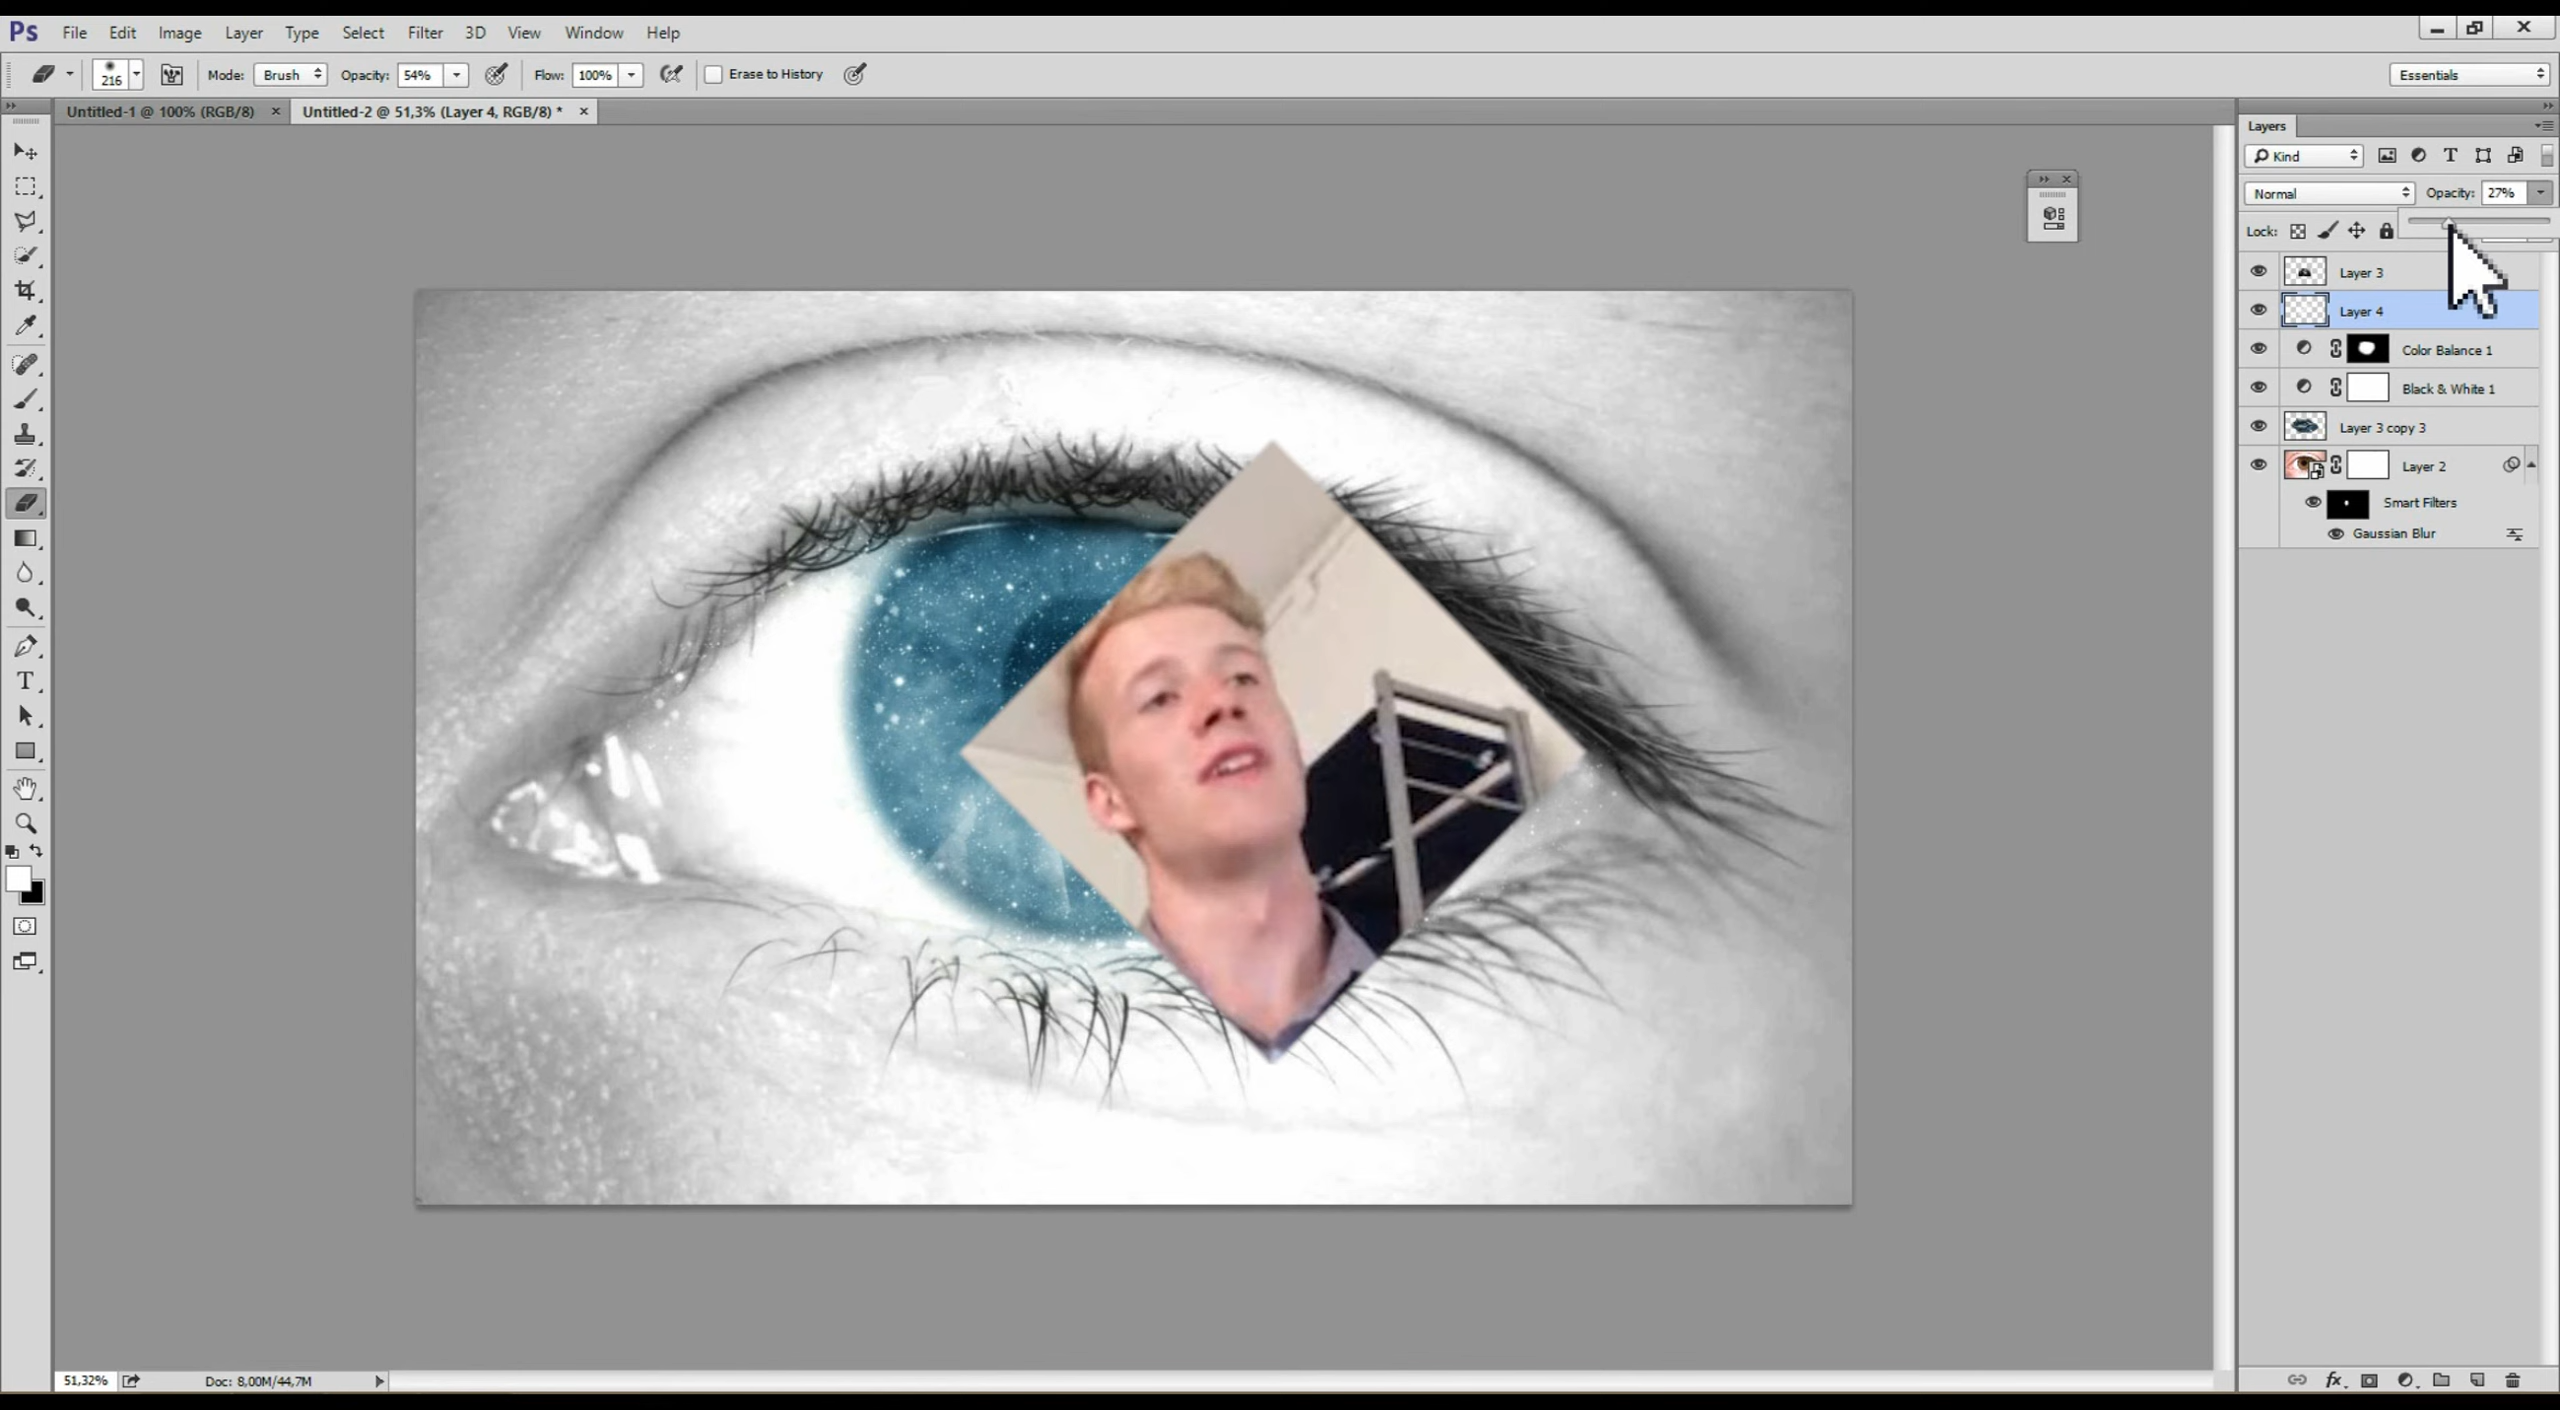 Ps File Edit Image Layer Type Select Filter 3D View Window Help
216 Mode: Brush Opacity: 54% Flow: 100% Erase to History Essentials
Untitled-1 @ 100% (RGB/8) × Untitled-2 @ 51,3% (Layer 4, RGB/8) * ×
Layers
Kind
Normal Opacity: 27%
Lock:
Layer 3
Layer 4
Color Balance 1
Black & White 1
Layer 3 copy 3
Layer 2
Smart Filters
Gaussian Blur
51,32% Doc: 8,00M/44,7M